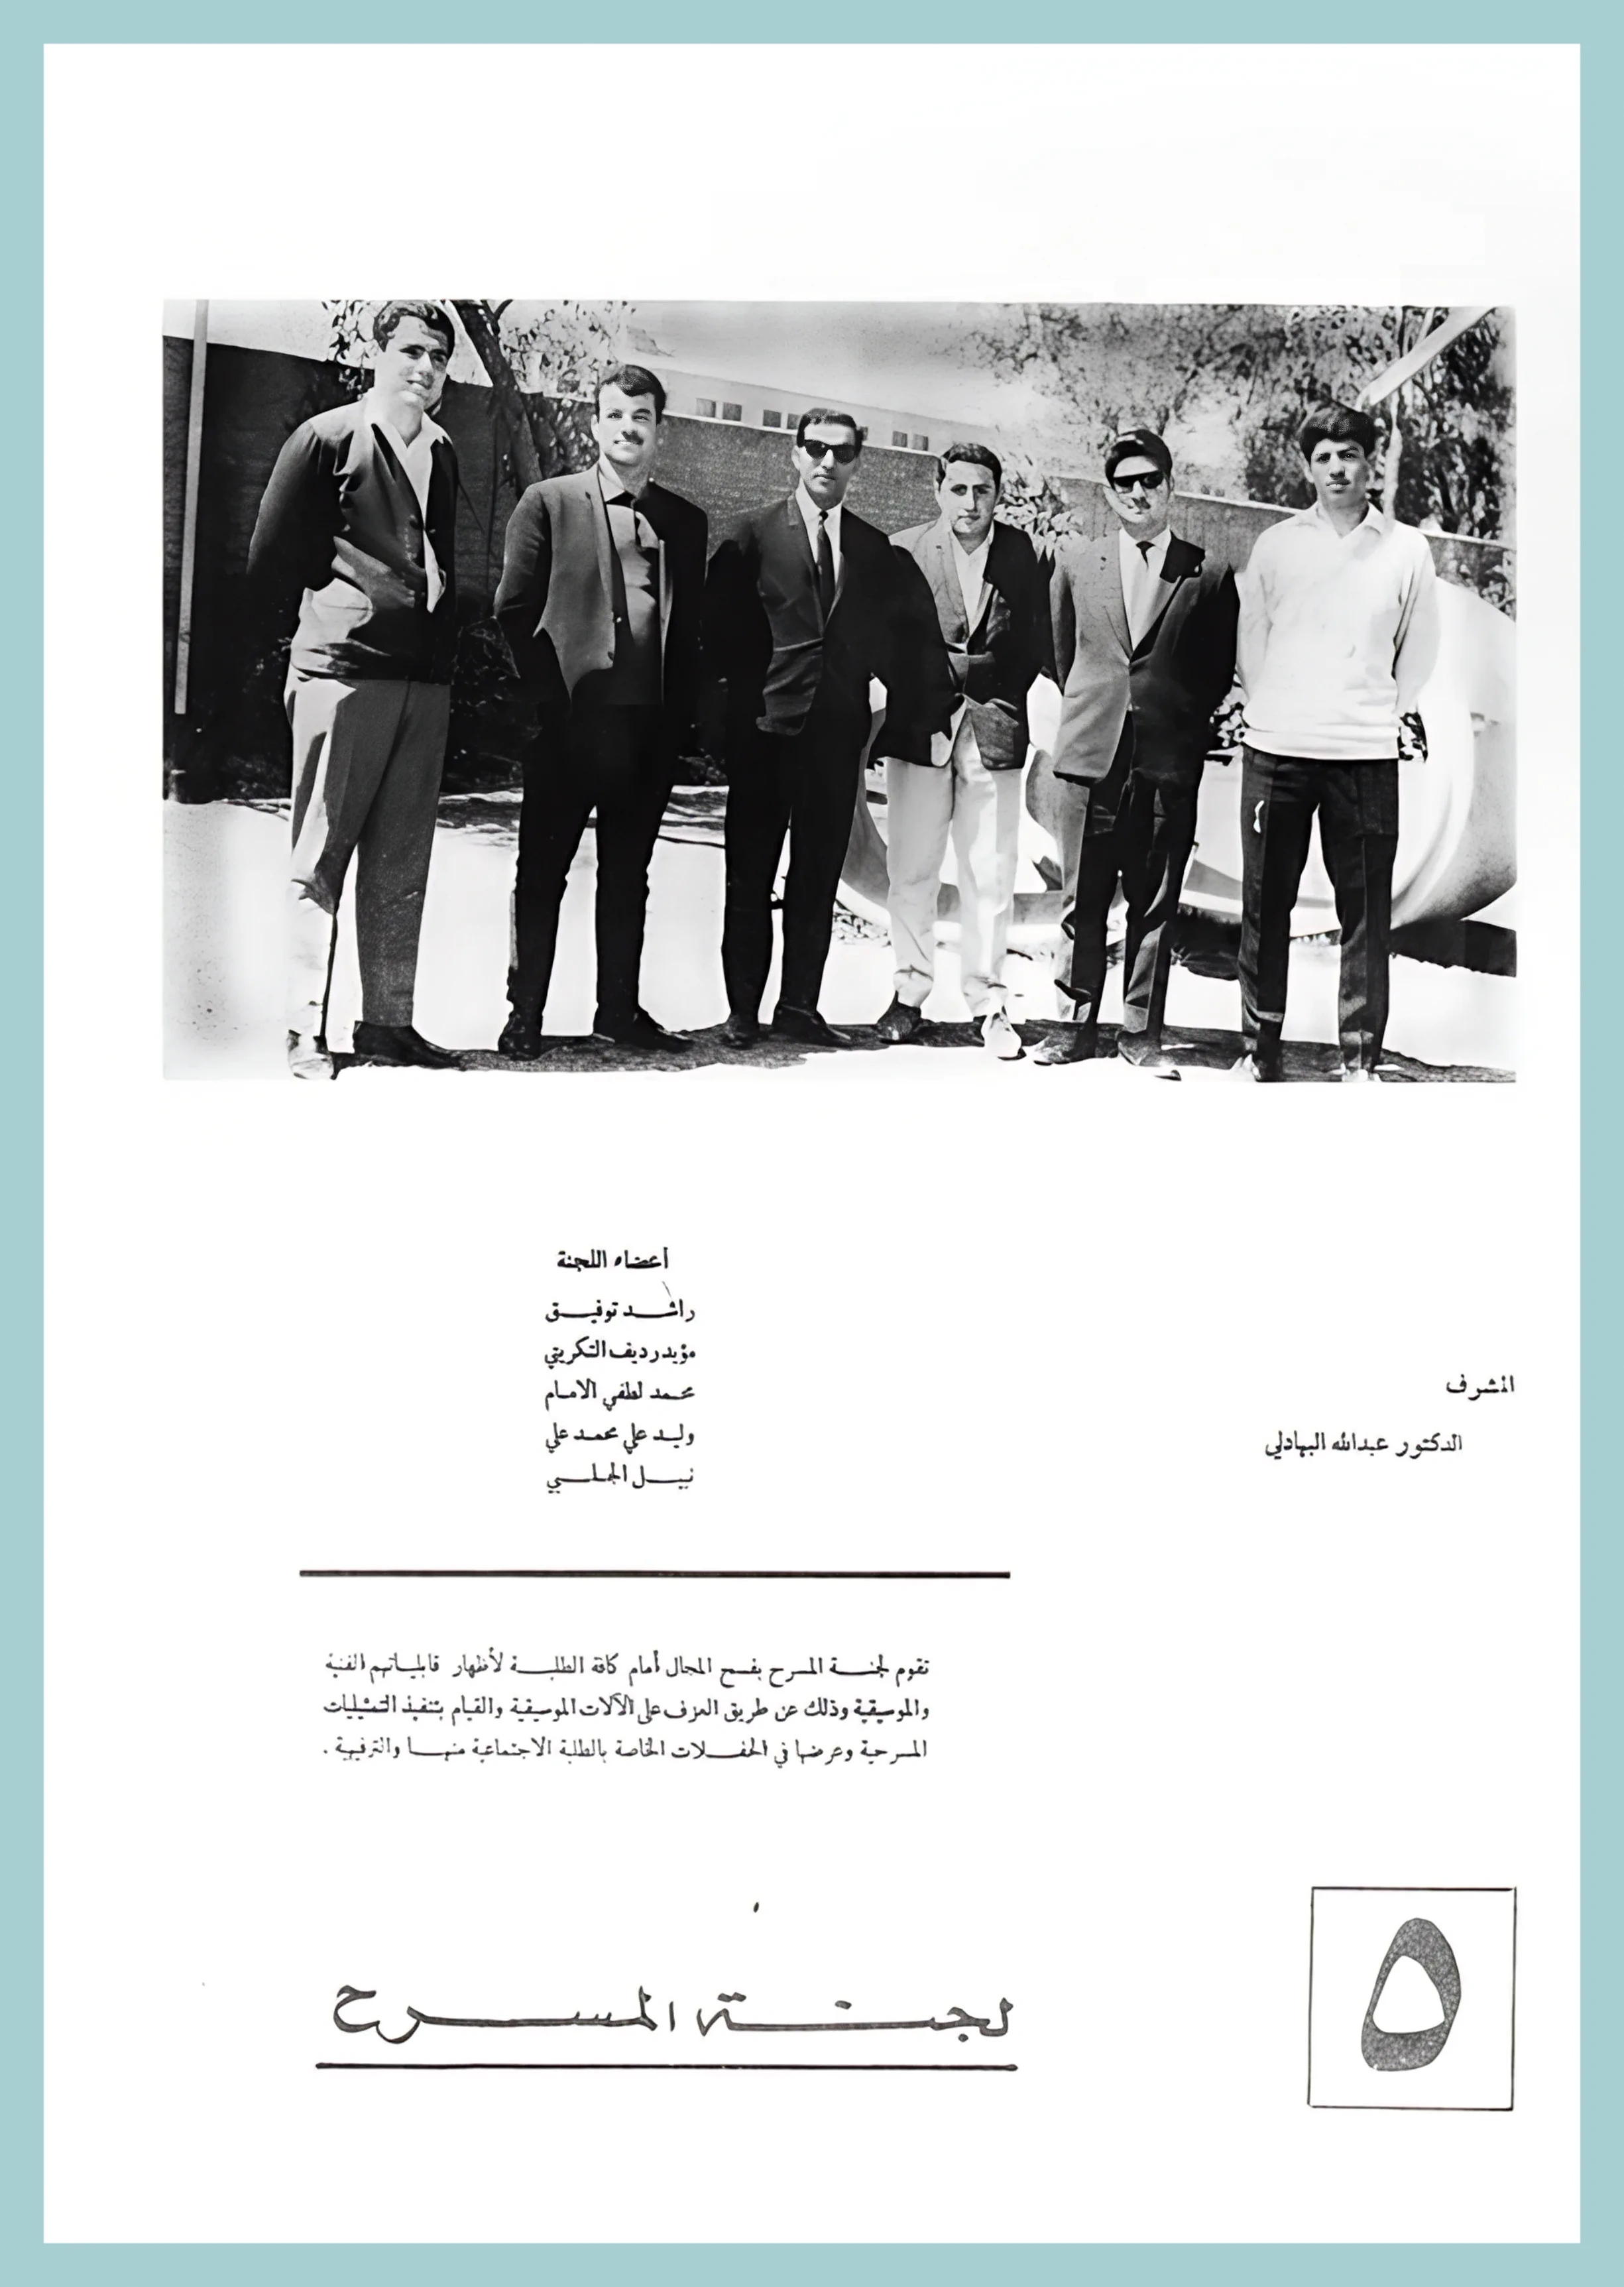 أعضاء اللجنة
راشد توفيق
مؤيد رديف التكريتي
محمد لطفي الامام
وليد علي محمد علي
نبيل الجلبي
المشرف
الدكتور عبدالله البهادلي
تقوم لجنة المسرح بفسح المجال أمام كافة الطلبة لأظهار قابلياتهم الفنية
والموسيقية وذلك عن طريق العزف على الآلات الموسيقية والقيام بتنفيذ التمثيليات
المسرحية وعرضها في الحفلات الخاصة بالطلبة الاجتماعية منها والترفيهية .
لجنة المسرح
٥